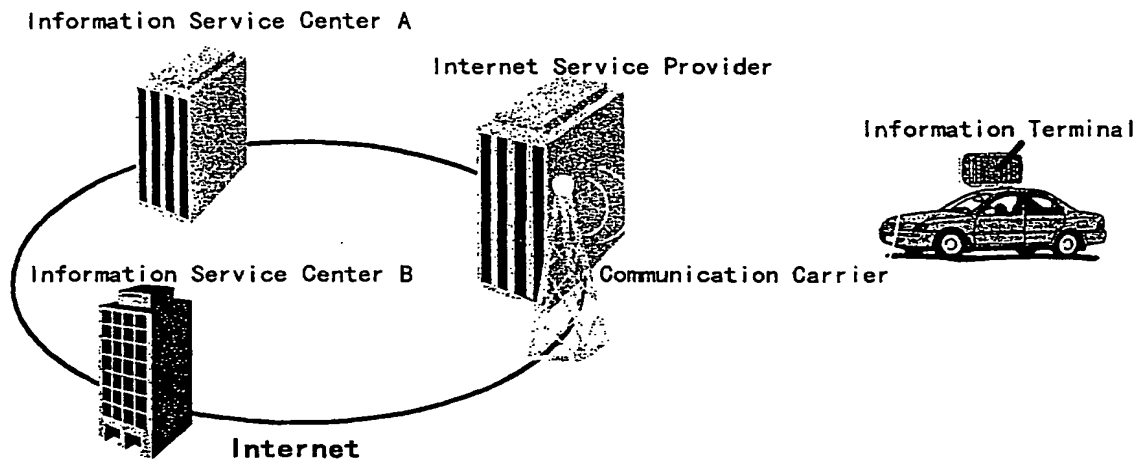 Information Service Center A
Internet Service Provider
Information Terminal
Information Service Center B
Communication Carrier
Internet